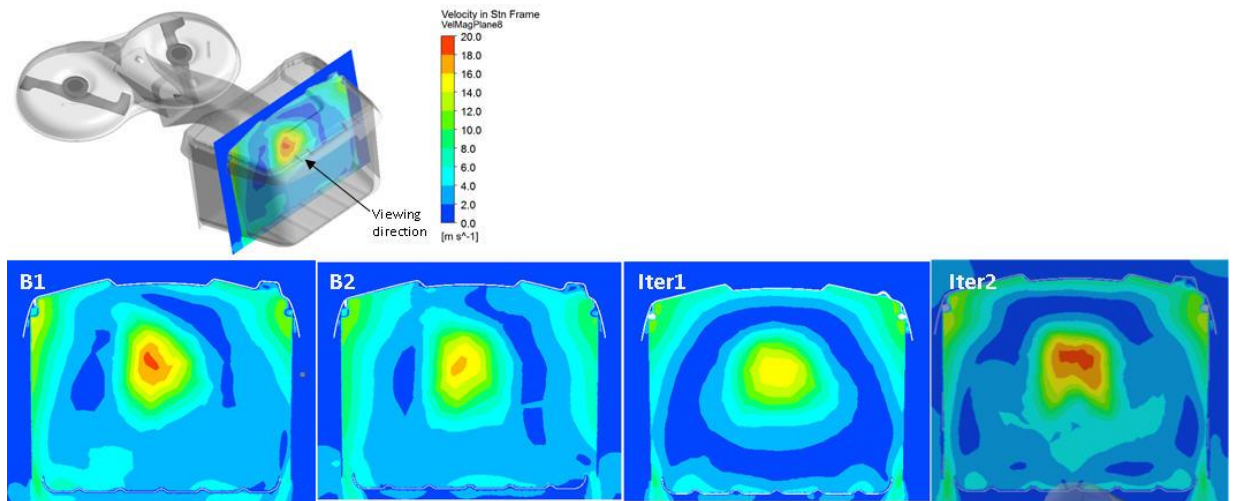 Velocity in Stn Frame
VelMagPlane8
20.0
18.0
16.0
14.0
12.0
10.0
8.0
6.0
4.0
2.0
0.0
[m s^-1]
Viewing
direction
B1
B2
Iter1
Iter2